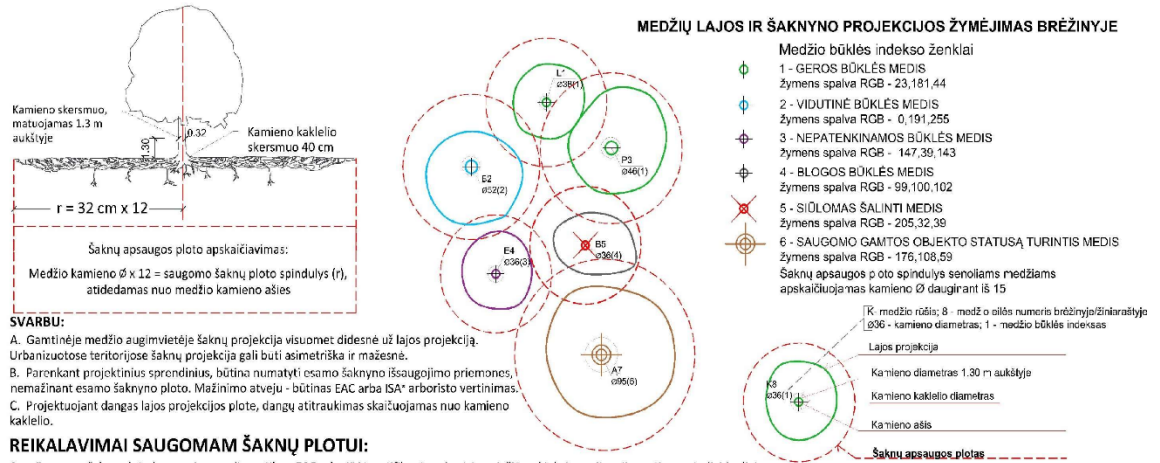 MEDŽIŲ LAJOS IR ŠAKNYNO PROJEKCIJOS ŽYMĖJIMAS BRĖŽINYJE
Kamieno skersmuo,
matuojamas 1.3 m
aukštyje
0.32
1.30
Kamieno kaklelio
skersmuo 40 cm
r = 32 cm x 12
Šaknų apsaugos ploto apskaičiavimas:
Medžio kamieno Ø x 12 = saugomo šaknų ploto spindulys (r),
atidedamas nuo medžio kamieno ašies
ø38(1)
P3
ø46(1)
ø52(2)
E4
ø36(3)
B5
ø36(4)
A7
ø95(6)
Medžio būklės indekso ženklai
1 - GEROS BŪKLĖS MEDIS
žymens spalva RGB - 23,181,44
2 - VIDUTINĖ BŪKLĖS MEDIS
žymens spalva RGB - 0,191,255
3 - NEPATENKINAMOS BŪKLĖS MEDIS
žymens spalva RGB - 147,39,143
4 - BLOGOS BŪKLĖS MEDIS
žymens spalva RGB - 99,100,102
5 - SIŪLOMAS ŠALINTI MEDIS
žymens spalva RGB - 205,32,39
6 - SAUGOMO GAMTOS OBJEKTO STATUSĄ TURINTIS MEDIS
žymens spalva RGB - 176,108,59
Šaknų apsaugos ploto spindulys senoliams medžiams
apskaičiuojamas kamieno Ø dauginant iš 15
K- medžio rūšis; 8 - medžio eilės numeris brėžinyje/žiniaraštyje
ø36 - kamieno diametras; 1 - medžio būklės indeksas
Lajos projekcija
Kamieno diametras 1.30 m aukštyje
Kamieno kaklelio diametras
Kamieno ašis
Šaknų apsaugos plotas
K8
ø36(1)
SVARBU:
A. Gamtinėje medžio augimvietėje šaknų projekcija visuomet didesnė už lajos projekciją.
Urbanizuotose teritorijose šaknų projekcija gali būti asimetriška ir mažesnė.
B. Parenkant projektinius sprendinius, būtina numatyti esamo šaknyno išsaugojimo priemones,
nemažinant esamo šaknyno ploto. Mažinimo atveju - būtinas EAC arba ISA* arboristo vertinimas.
C. Projektuojant dangas lajos projekcijos plote, dangų atitraukimas skaičiuojamas nuo kamieno
kaklelio.
REIKALAVIMAI SAUGOMAM ŠAKNŲ PLOTUI: